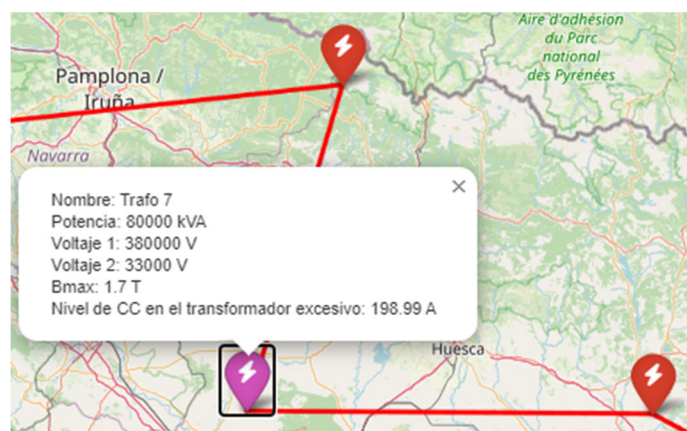 Aire d'adhésion
du Parc
national
des Pyrénées
Pamplona /
Iruña
Navarra
Nombre: Trafo 7
Potencia: 80000 kVA
Voltaje 1: 380000 V
Voltaje 2: 33000 V
Bmax: 1.7 T
Nivel de CC en el transformador excesivo: 198.99 A
Huesca